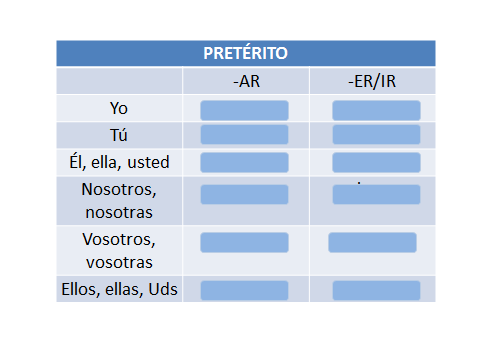 PRETÉRITO
-AR -ER/IR
Yo
Tú
Él, ella, usted
Nosotros,
nosotras
Vosotros,
vosotras
Ellos, ellas, Uds